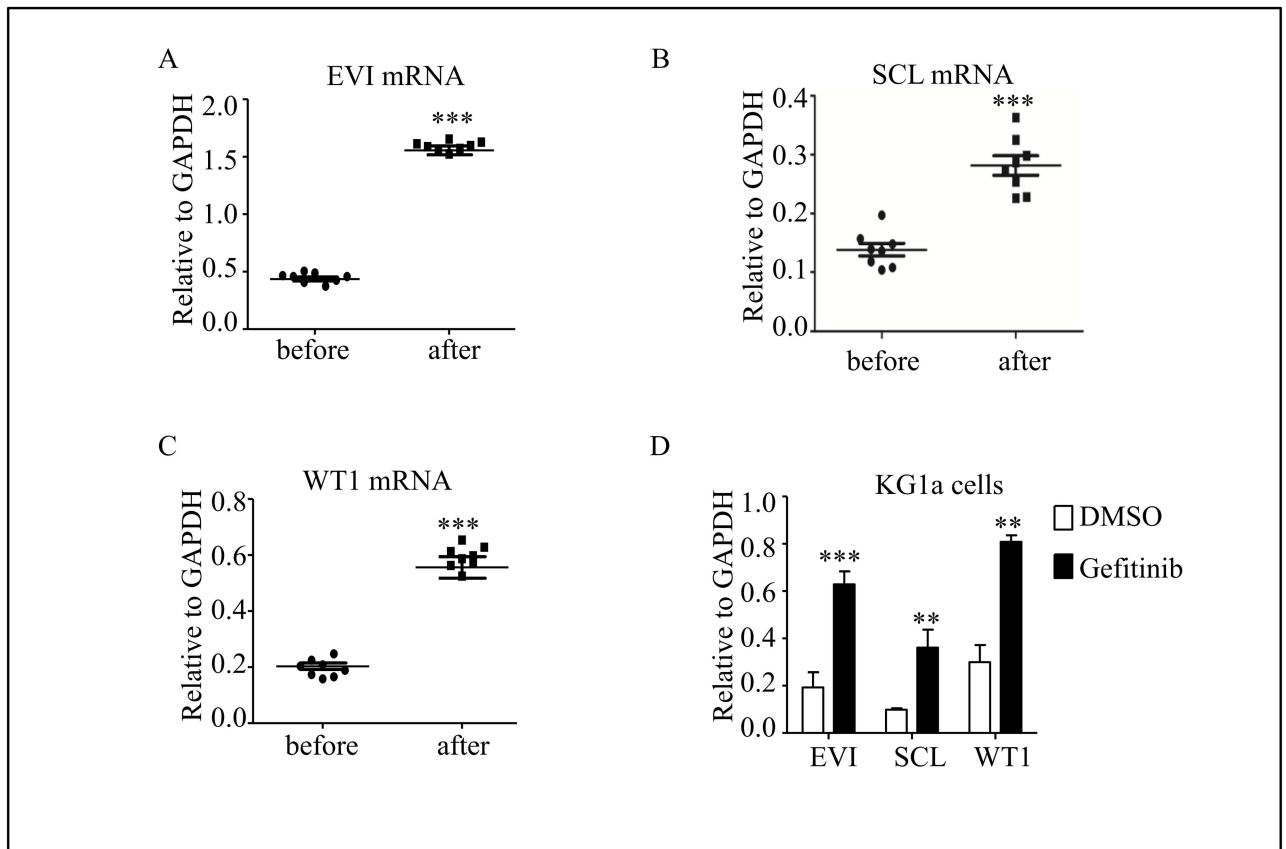 A
EVI mRNA
Relative to GAPDH
2.0
1.5
1.0
0.5
0.0
***
before
after
B
SCL mRNA
Relative to GAPDH
0.4
0.3
0.2
0.1
0.0
***
before
after
C
WT1 mRNA
Relative to GAPDH
0.8
0.6
0.4
0.2
0.0
***
before
after
D
KG1a cells
Relative to GAPDH
1.0
0.8
0.6
0.4
0.2
0.0
***
**
**
EVI
SCL
WT1
DMSO
Gefitinib